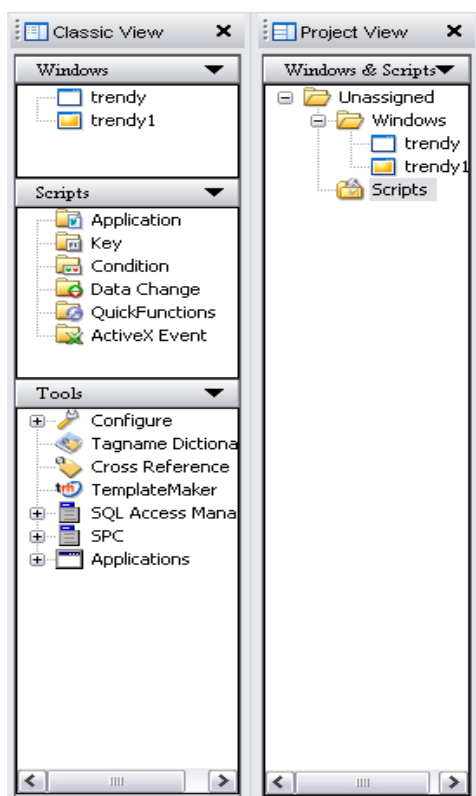 Classic View
Windows
trendy
trendy1
Scripts
Application
Key
Condition
Data Change
QuickFunctions
ActiveX Event
Tools
Configure
Tagname Dictiona
Cross Reference
TemplateMaker
SQL Access Mana
SPC
Applications
Project View
Windows & Scripts
Unassigned
Windows
trendy
trendy1
Scripts